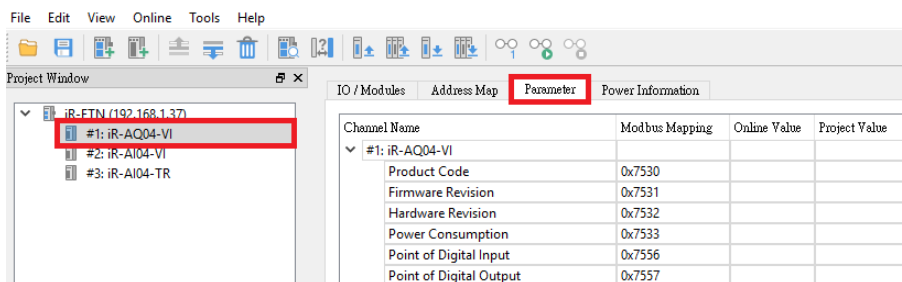 File Edit View Online Tools Help
Project Window
iR-ETN (192.168.1.37)
#1: iR-AQ04-VI
#2: iR-AI04-VI
#3: iR-AI04-TR
IO / Modules Address Map Parameter Power Information
Channel Name Modbus Mapping Online Value Project Value
#1: iR-AQ04-VI
Product Code 0x7530
Firmware Revision 0x7531
Hardware Revision 0x7532
Power Consumption 0x7533
Point of Digital Input 0x7556
Point of Digital Output 0x7557